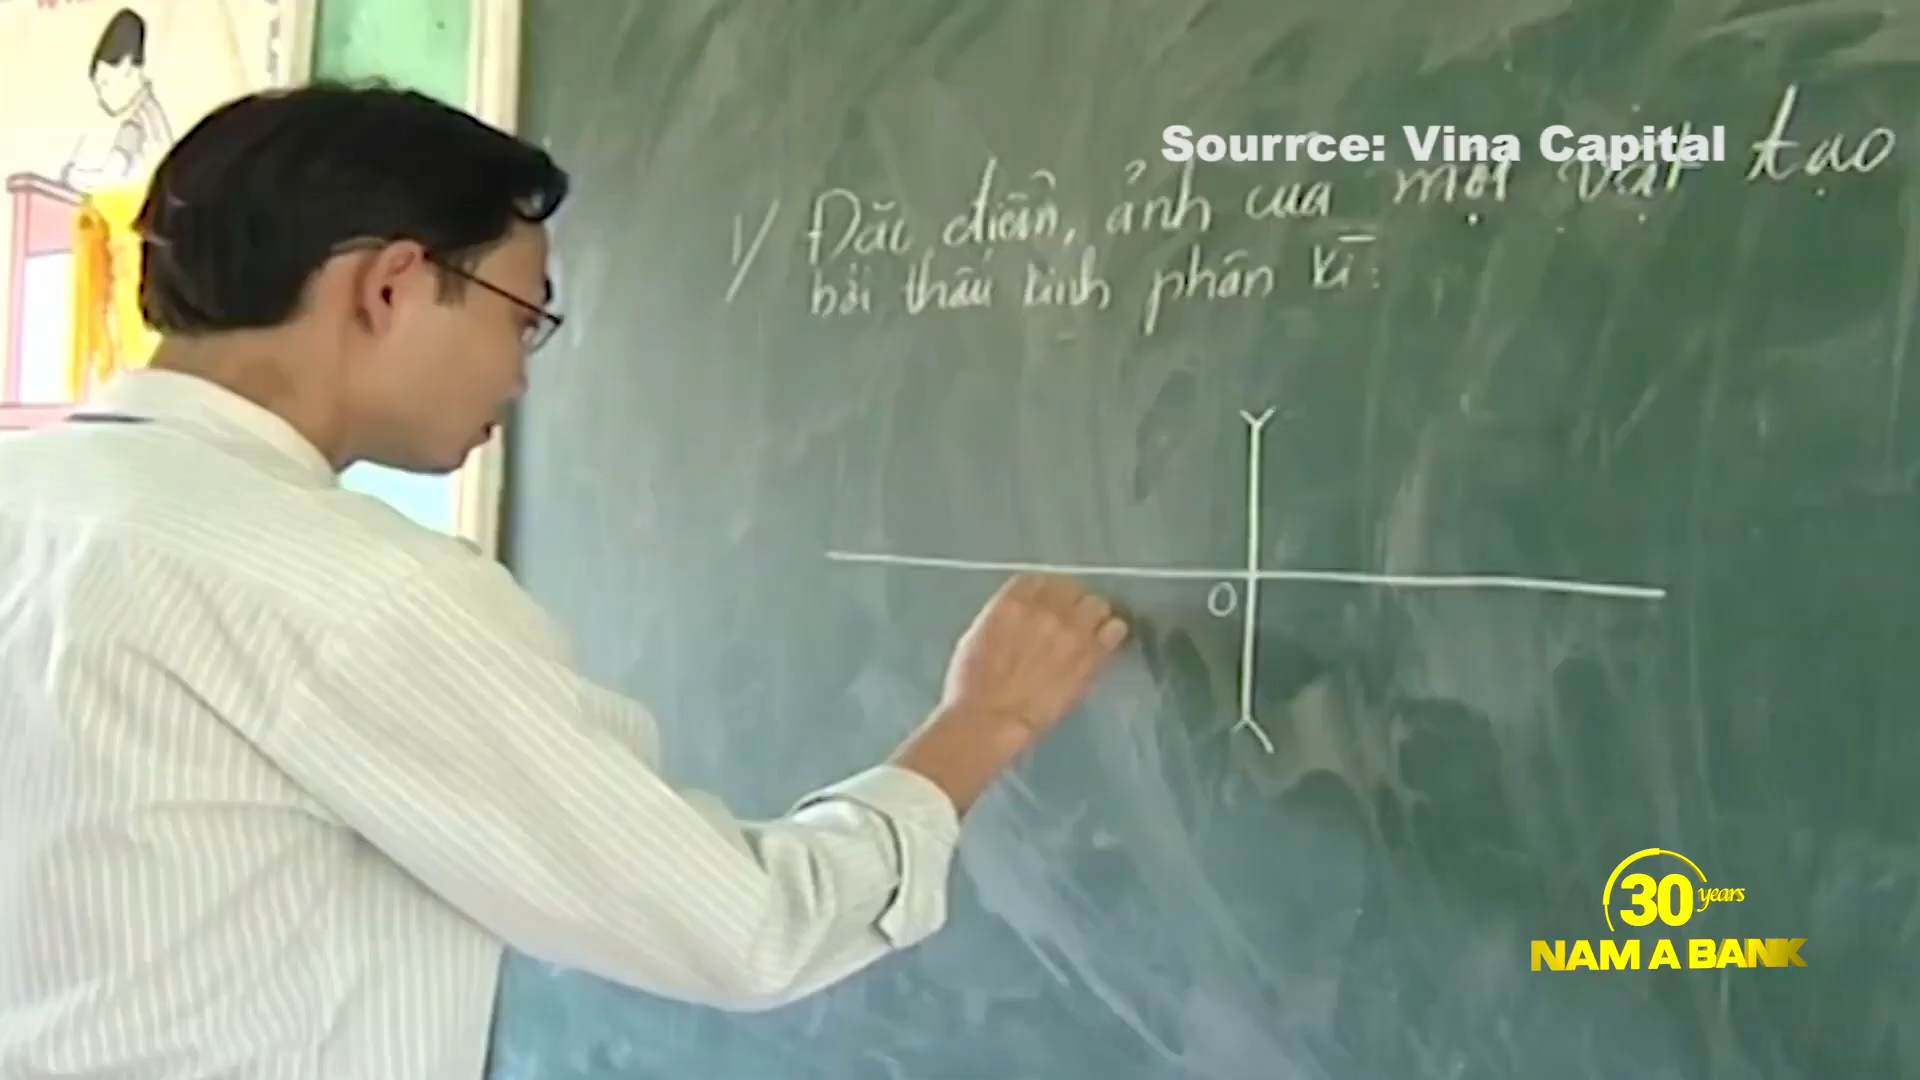 Sourrce: Vina Capital
1/ Đặc điểm, ảnh của một vật tạo
bởi thấu kính phân kì:
O
30 years
NAM A BANK